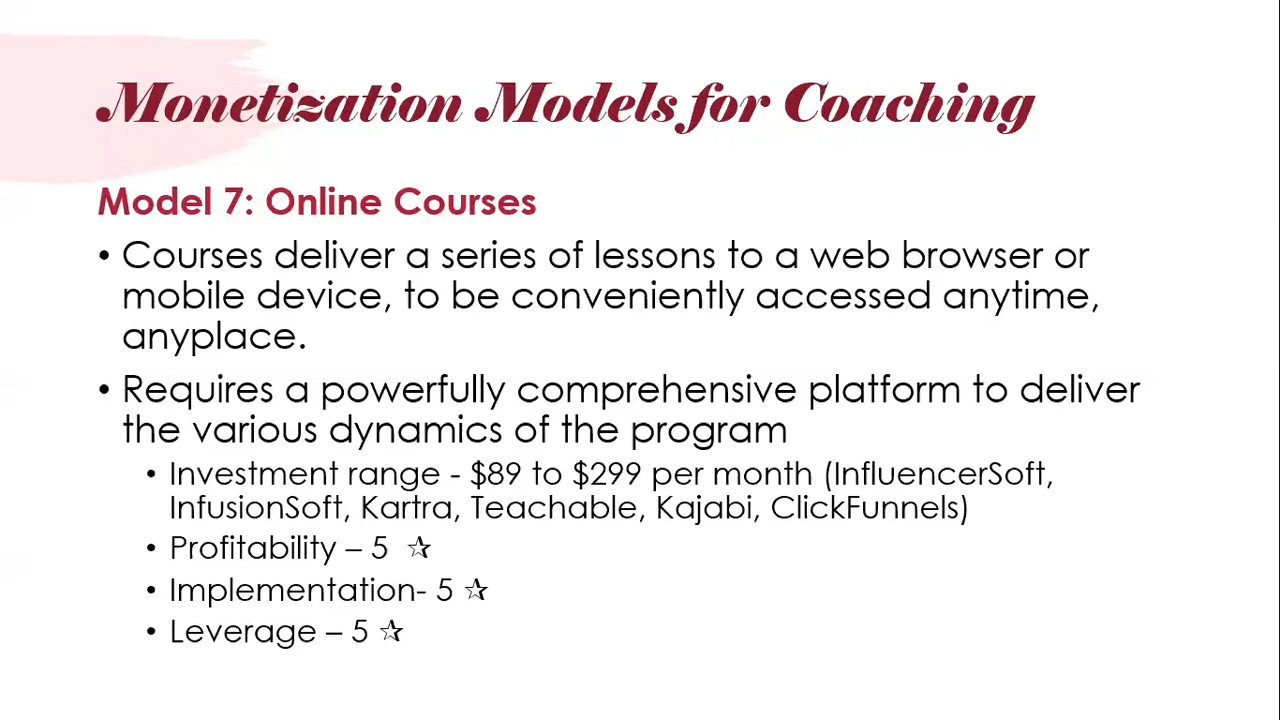 Monetization Models for Coaching
Model 7: Online Courses
• Courses deliver a series of lessons to a web browser or
mobile device, to be conveniently accessed anytime,
anyplace.
• Requires a powerfully comprehensive platform to deliver
the various dynamics of the program
• Investment range - $89 to $299 per month (InfluencerSoft,
InfusionSoft, Kartra, Teachable, Kajabi, ClickFunnels)
• Profitability – 5 ☆
• Implementation- 5 ☆
• Leverage – 5 ☆